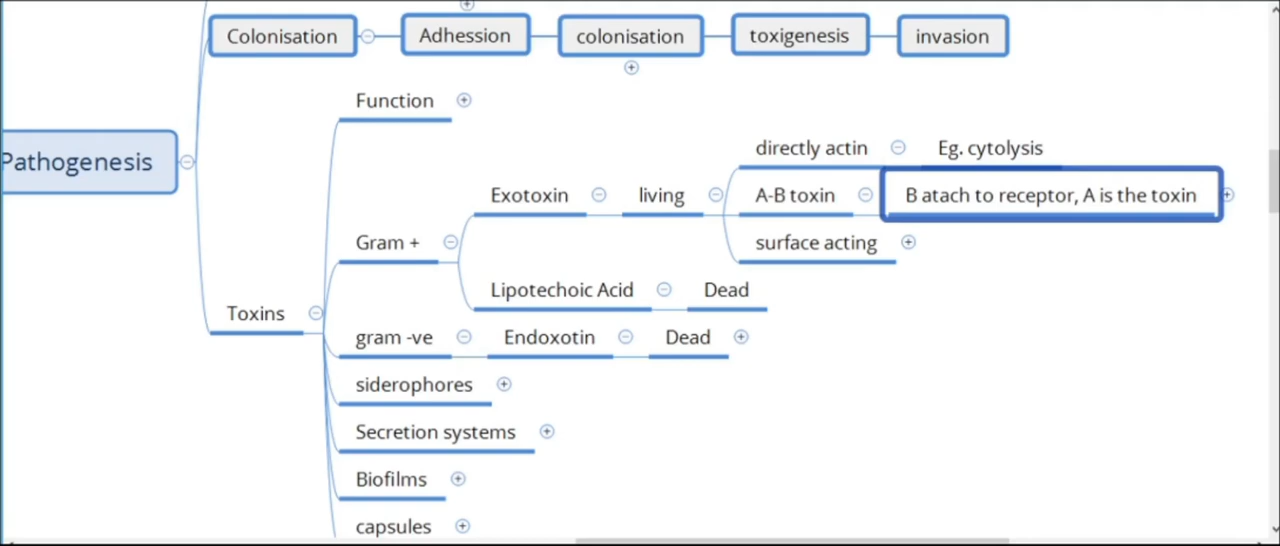 Colonisation
Adhession
colonisation
toxigenesis
invasion
Function
Pathogenesis
directly actin
Eg. cytolysis
Exotoxin
living
A-B toxin
B atach to receptor, A is the toxin
Gram +
surface acting
Lipotechoic Acid
Dead
Toxins
gram -ve
Endoxotin
Dead
siderophores
Secretion systems
Biofilms
capsules